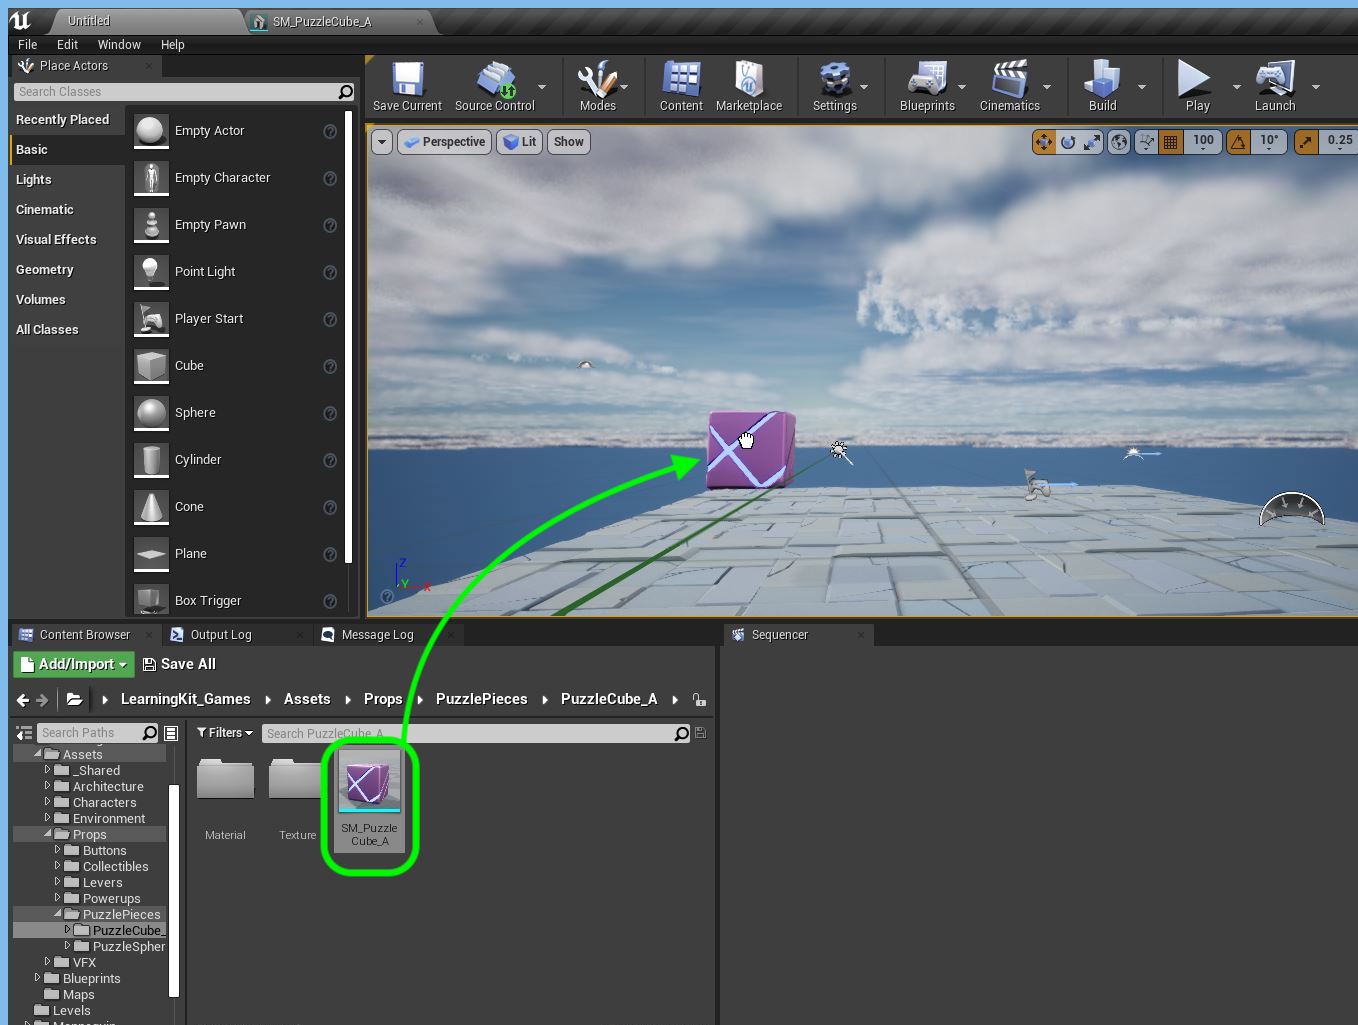 Untitled
SM_PuzzleCube_A
File Edit Window Help
Place Actors
Search Classes
Recently Placed
Basic
Lights
Cinematic
Visual Effects
Geometry
Volumes
All Classes
Empty Actor
Empty Character
Empty Pawn
Point Light
Player Start
Cube
Sphere
Cylinder
Cone
Plane
Box Trigger
Save Current
Source Control
Modes
Content
Marketplace
Settings
Blueprints
Cinematics
Build
Play
Launch
Perspective
Lit
Show
100
10°
0.25
Z
Y
X
Content Browser
Output Log
Message Log
Sequencer
Add/Import
Save All
LearningKit_Games
Assets
Props
PuzzlePieces
PuzzleCube_A
Search Paths
Filters
Search PuzzleCube_A
Assets
_Shared
Architecture
Characters
Environment
Props
Buttons
Collectibles
Levers
Powerups
PuzzlePieces
PuzzleCube_
PuzzleSpher
VFX
Blueprints
Maps
Levels
Material
Texture
SM_Puzzle
Cube_A